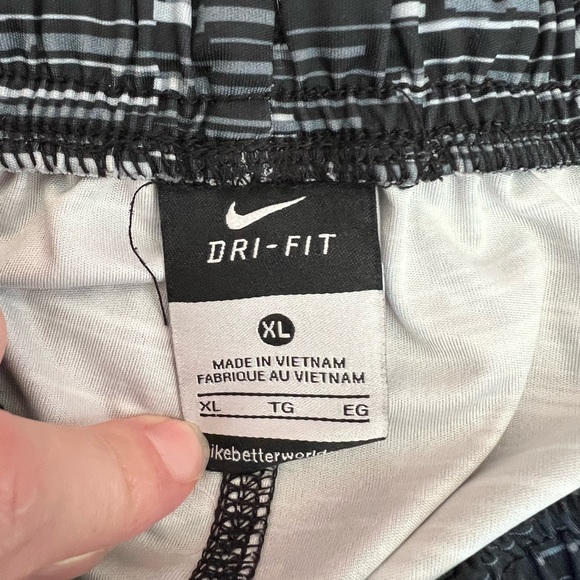 DRI-FIT
XL
MADE IN VIETNAM
FABRIQUE AU VIETNAM
XL TG EG
ikebetterworld